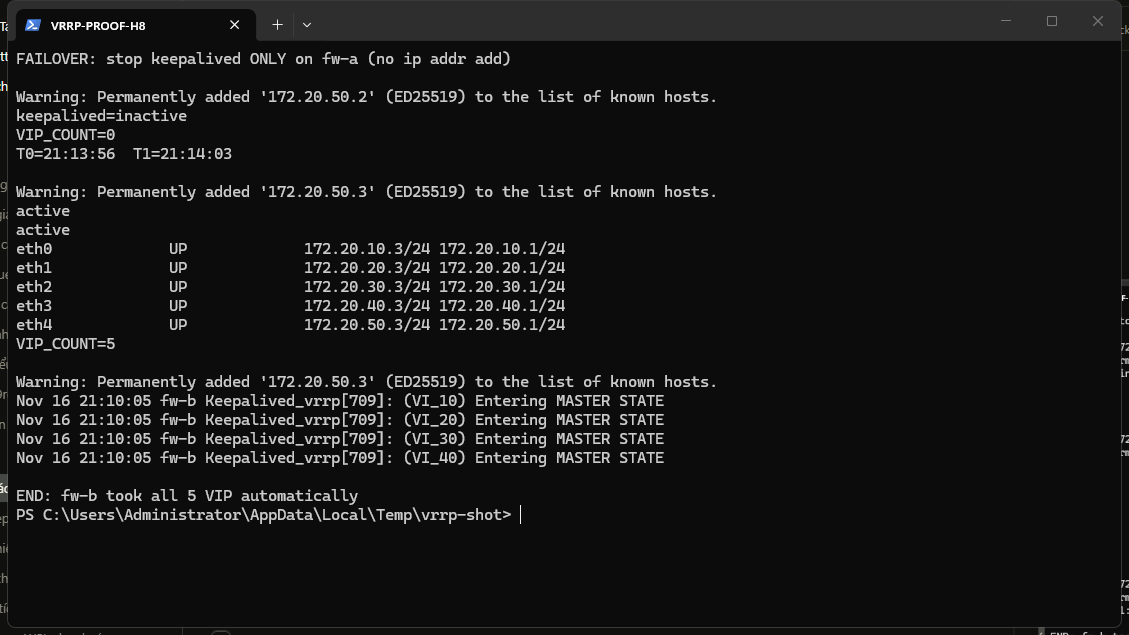 VRRP-PROOF-H8
FAILOVER: stop keepalived ONLY on fw-a (no ip addr add)
Warning: Permanently added '172.20.50.2' (ED25519) to the list of known hosts.
keepalived=inactive
VIP_COUNT=0
T0=21:13:56  T1=21:14:03
Warning: Permanently added '172.20.50.3' (ED25519) to the list of known hosts.
active
active
eth0             UP             172.20.10.3/24 172.20.10.1/24
eth1             UP             172.20.20.3/24 172.20.20.1/24
eth2             UP             172.20.30.3/24 172.20.30.1/24
eth3             UP             172.20.40.3/24 172.20.40.1/24
eth4             UP             172.20.50.3/24 172.20.50.1/24
VIP_COUNT=5
Warning: Permanently added '172.20.50.3' (ED25519) to the list of known hosts.
Nov 16 21:10:05 fw-b Keepalived_vrrp[709]: (VI_10) Entering MASTER STATE
Nov 16 21:10:05 fw-b Keepalived_vrrp[709]: (VI_20) Entering MASTER STATE
Nov 16 21:10:05 fw-b Keepalived_vrrp[709]: (VI_30) Entering MASTER STATE
Nov 16 21:10:05 fw-b Keepalived_vrrp[709]: (VI_40) Entering MASTER STATE
END: fw-b took all 5 VIP automatically
PS C:\Users\Administrator\AppData\Local\Temp\vrrp-shot>